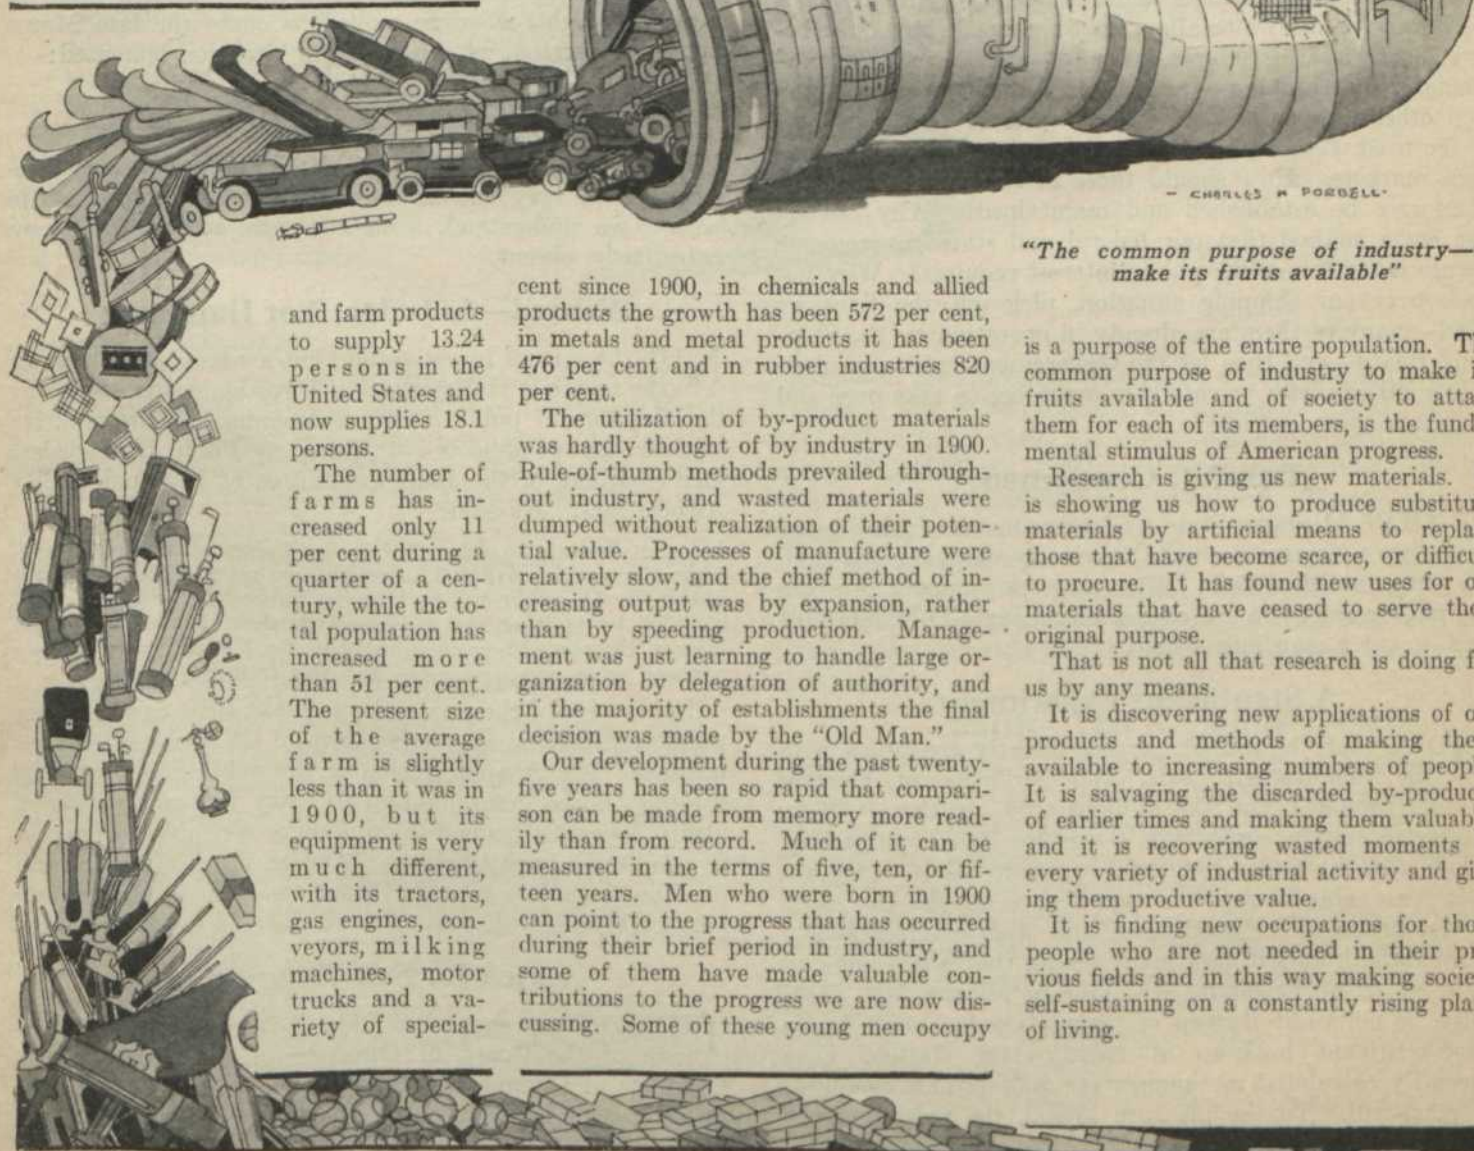 — CHARLES H PORDELL.
"The common purpose of industry—
make its fruits available"
and farm products
to supply 13.24
persons in the
United States and
now supplies 18.1
persons.
The number of
farms has in-
creased only 11
per cent during a
quarter of a cen-
tury, while the to-
tal population has
increased more
than 51 per cent.
The present size
of the average
farm is slightly
less than it was in
1900, but its
equipment is very
much different,
with its tractors,
gas engines, con-
veyors, milking
machines, motor
trucks and a va-
riety of special-
cent since 1900, in chemicals and allied
products the growth has been 572 per cent,
in metals and metal products it has been
476 per cent and in rubber industries 820
per cent.
The utilization of by-product materials
was hardly thought of by industry in 1900.
Rule-of-thumb methods prevailed through-
out industry, and wasted materials were
dumped without realization of their poten-
tial value. Processes of manufacture were
relatively slow, and the chief method of in-
creasing output was by expansion, rather
than by speeding production. Manage-
ment was just learning to handle large or-
ganization by delegation of authority, and
in the majority of establishments the final
decision was made by the "Old Man."
Our development during the past twenty-
five years has been so rapid that compari-
son can be made from memory more read-
ily than from record. Much of it can be
measured in the terms of five, ten, or fif-
teen years. Men who were born in 1900
can point to the progress that has occurred
during their brief period in industry, and
some of them have made valuable con-
tributions to the progress we are now dis-
cussing. Some of these young men occupy
is a purpose of the entire population.
common purpose of industry to make
fruits available and of society to
them for each of its members, is the
mental stimulus of American progress.
Research is giving us new materials.
is showing us how to produce
materials by artificial means to
those that have become scarce, or
to procure. It has found new uses for
materials that have ceased to serve
original purpose.
That is not all that research is doing
us by any means.
It is discovering new applications of
products and methods of making
available to increasing numbers of
It is salvaging the discarded
of earlier times and making them
and it is recovering wasted moments
every variety of industrial activity and
ing them productive value.
It is finding new occupations for
people who are not needed in their
vious fields and in this way making
self-sustaining on a constantly rising
of living.